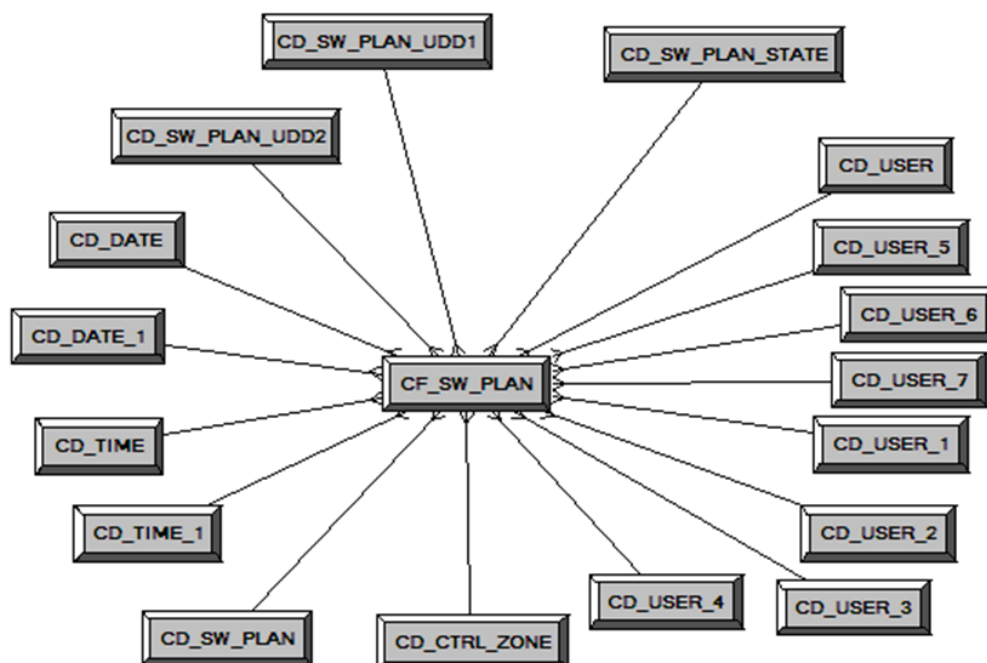 CD_SW_PLAN_UDD1
CD_SW_PLAN_STATE
CD_SW_PLAN_UDD2
CD_USER
CD_DATE
CD_USER_5
CD_USER_6
CD_DATE_1
CF_SW_PLAN
CD_USER_7
CD_TIME
CD_USER_1
CD_TIME_1
CD_USER_2
CD_USER_4
CD_USER_3
CD_SW_PLAN
CD_CTRL_ZONE